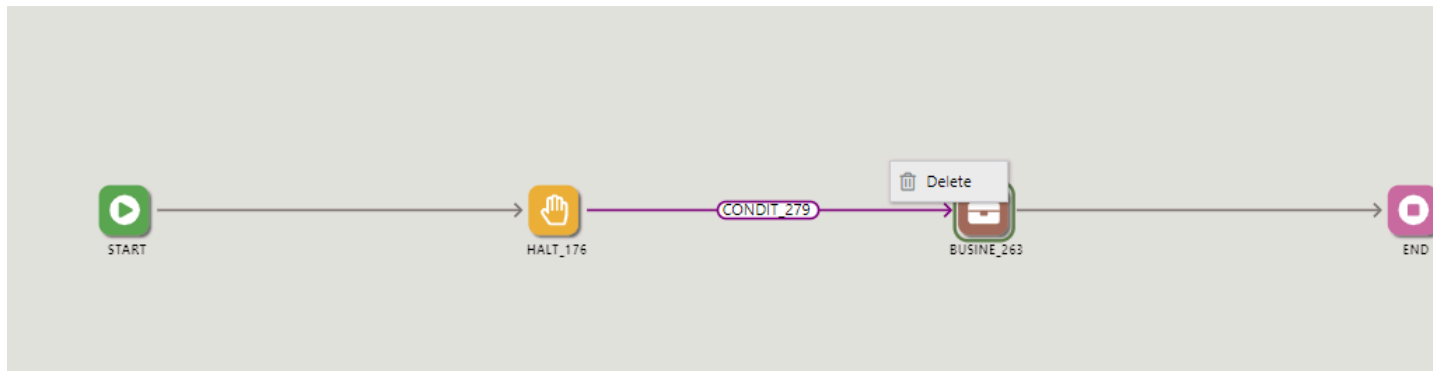 Delete
CONDIT_279
START
HALT_176
BUSINE_263
END